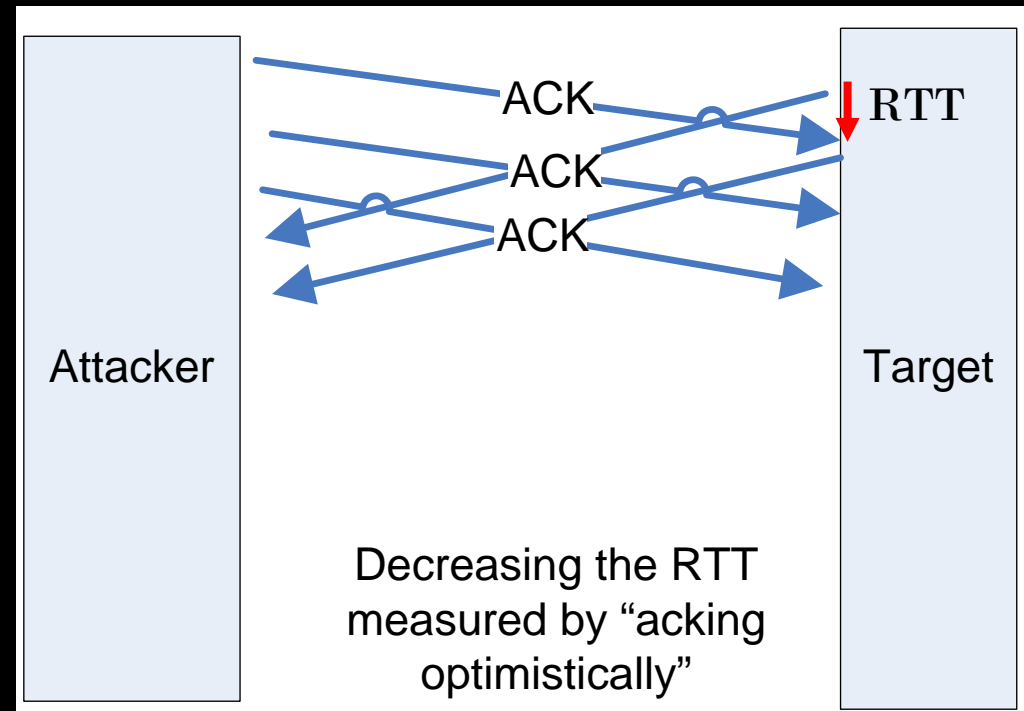 ACK
RTT
ACK
ACK
Attacker
Target
Decreasing the RTT
measured by “acking
optimistically”